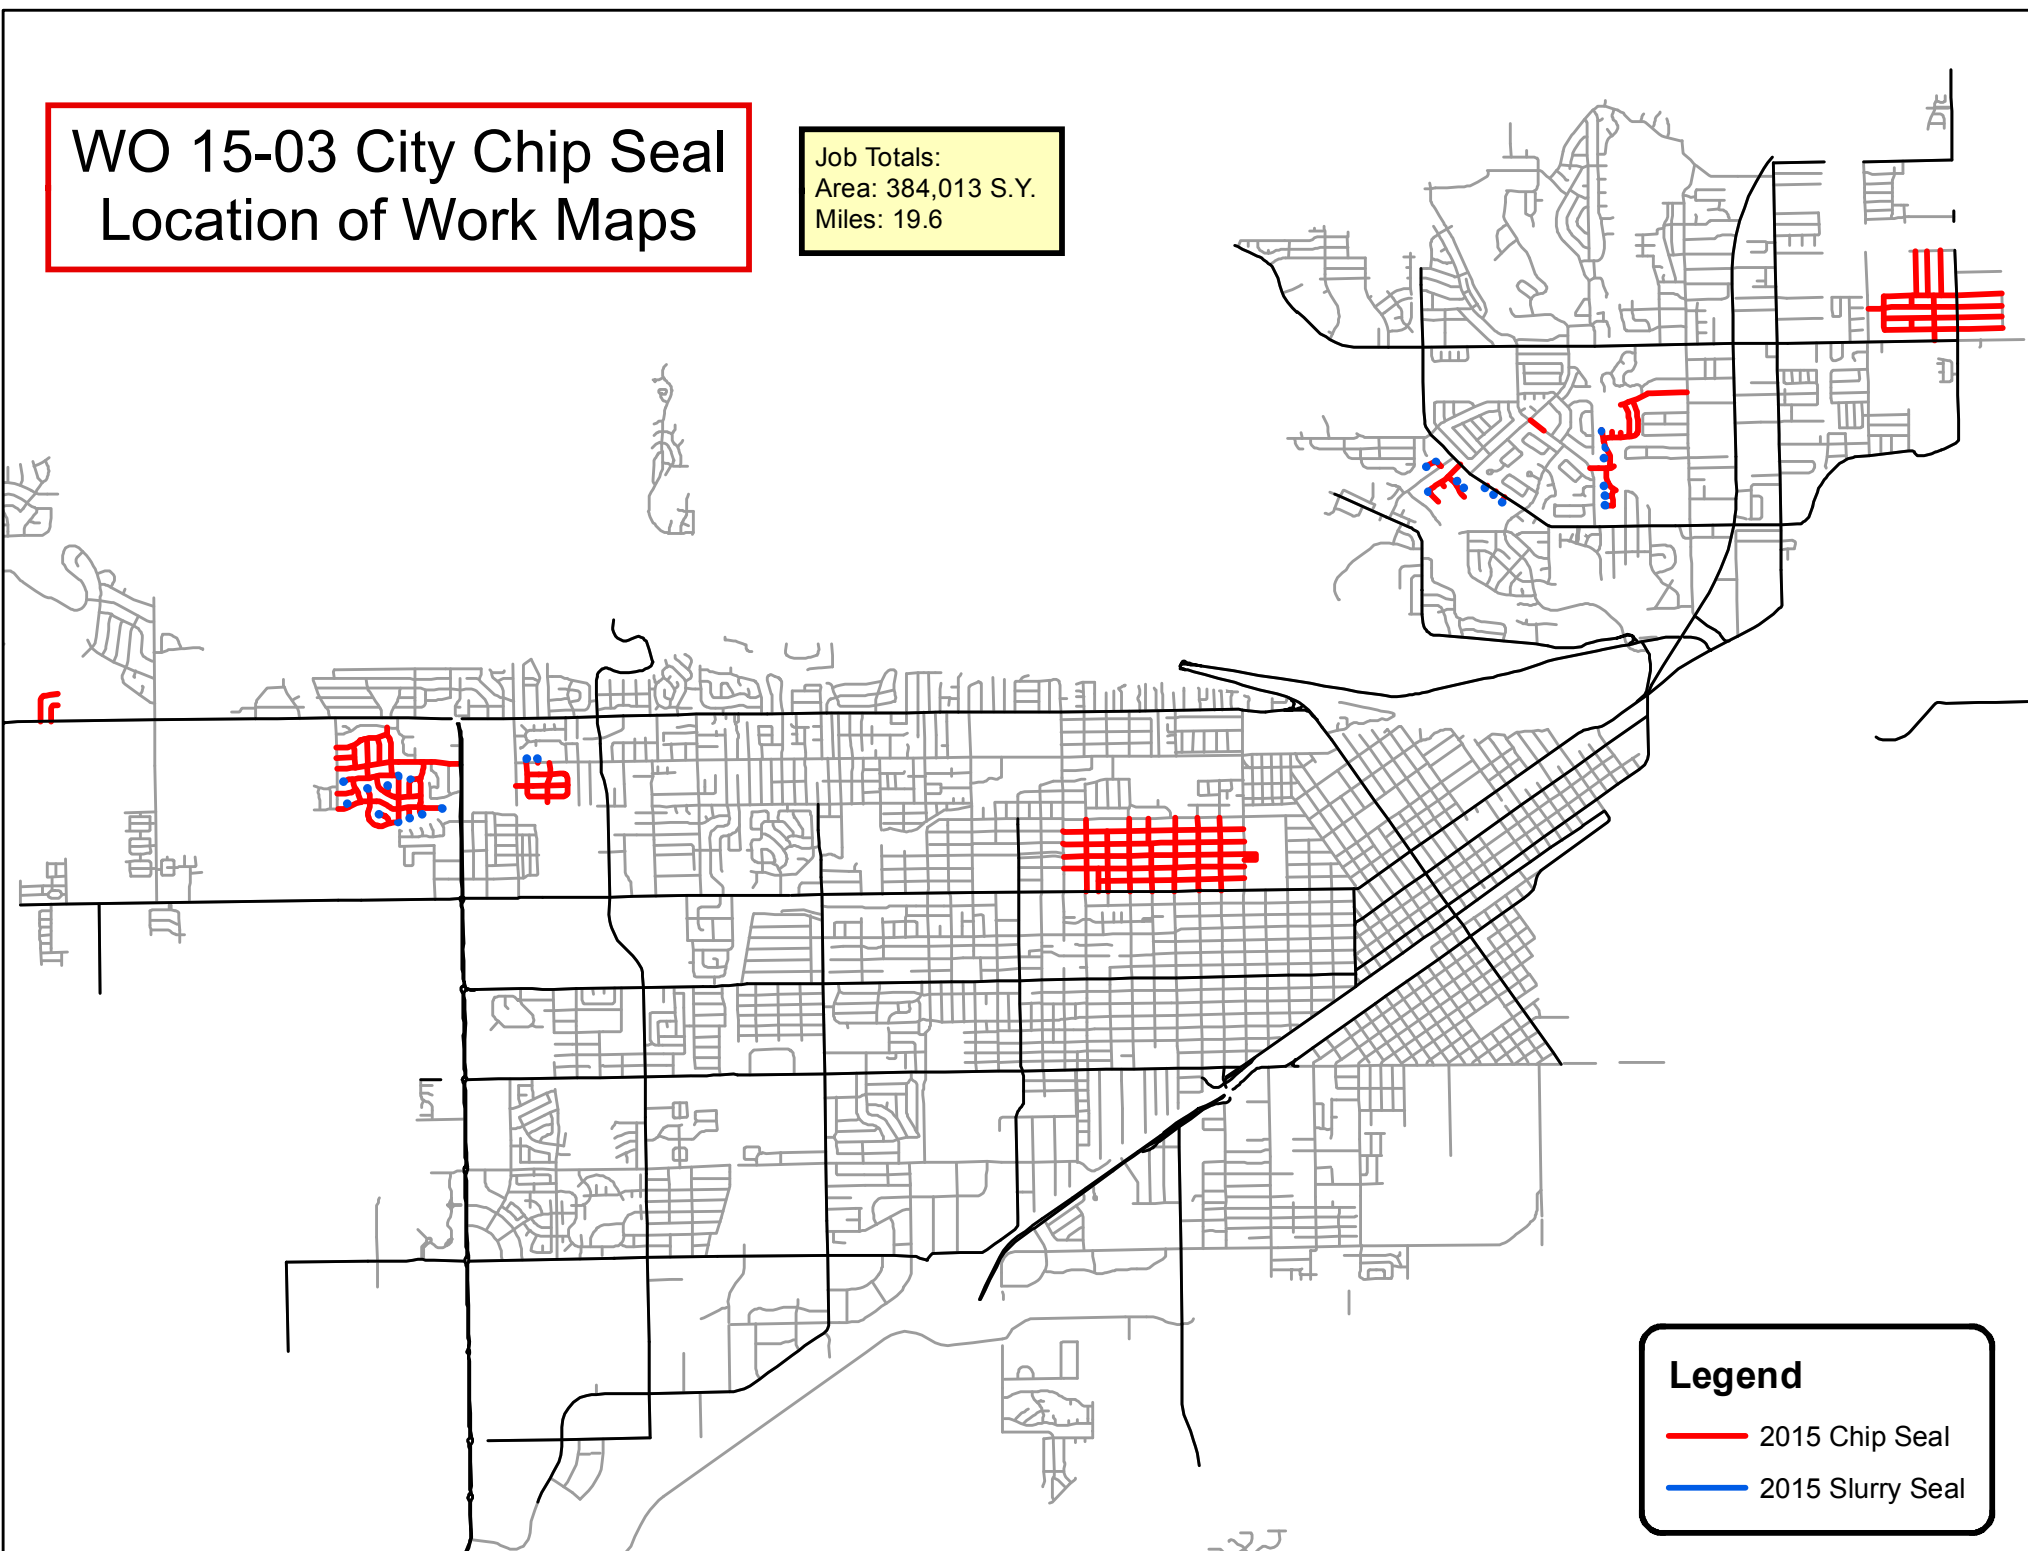 WO 15-03 City Chip Seal
Location of Work Maps
Job Totals:
Area: 384,013 S.Y.
Miles: 19.6
Legend
2015 Chip Seal
2015 Slurry Seal